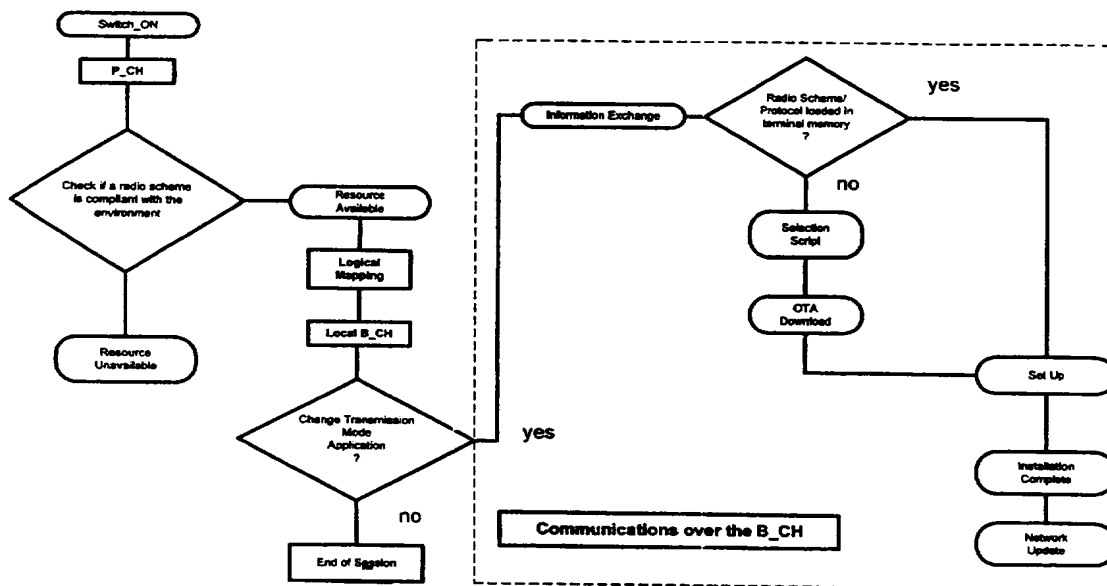 Switch_ON
P_CH
Check if a radio scheme
is compliant with the
environment
Resource
Unavailable
Resource
Available
Logical
Mapping
Local B_CH
Change Transmission
Mode
Application
?
yes
no
End of Session
Information Exchange
Radio Scheme/
Protocol loaded in
terminal memory
?
yes
no
Selection
Script
OTA
Download
Set Up
Installation
Complete
Network
Update
Communications over the B_CH